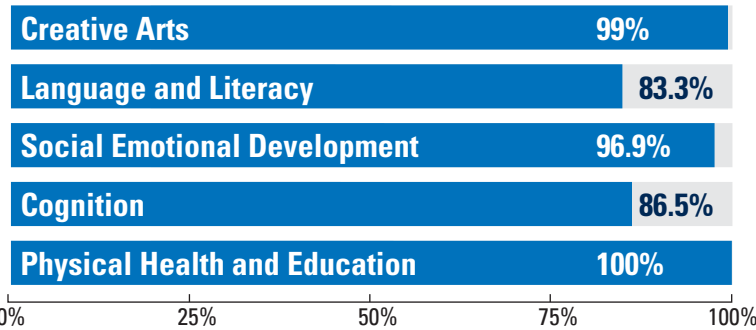 Creative Arts 99%
Language and Literacy 83.3%
Social Emotional Development 96.9%
Cognition 86.5%
Physical Health and Education 100%
0% 25% 50% 75% 100%